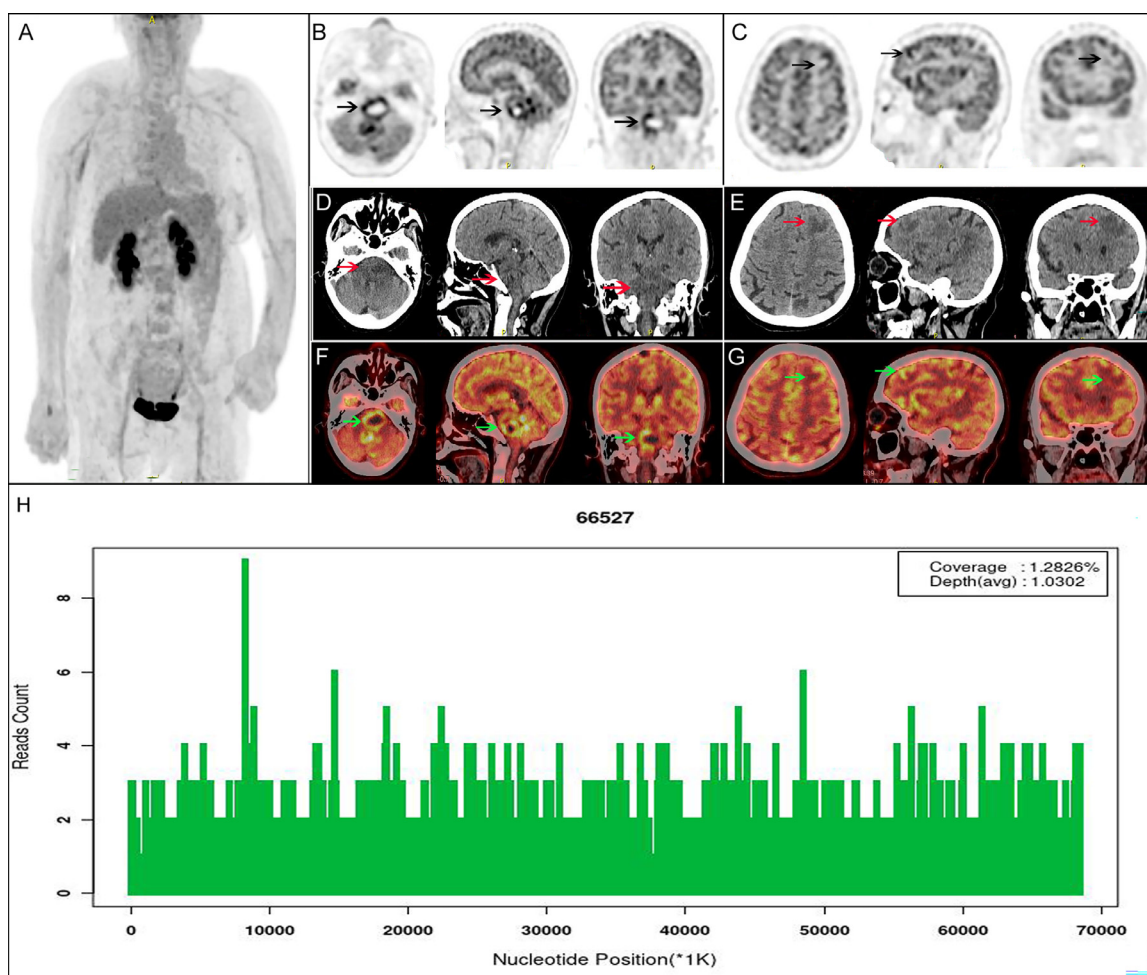 A
A
B
P
P
C
P
P
D
P
P
E
P
P
F
P
P
G
P
H
66527
Coverage : 1.2826%
Depth(avg) : 1.0302
Reads Count
8
6
4
2
0
0 10000 20000 30000 40000 50000 60000 70000
Nucleotide Position(*1K)